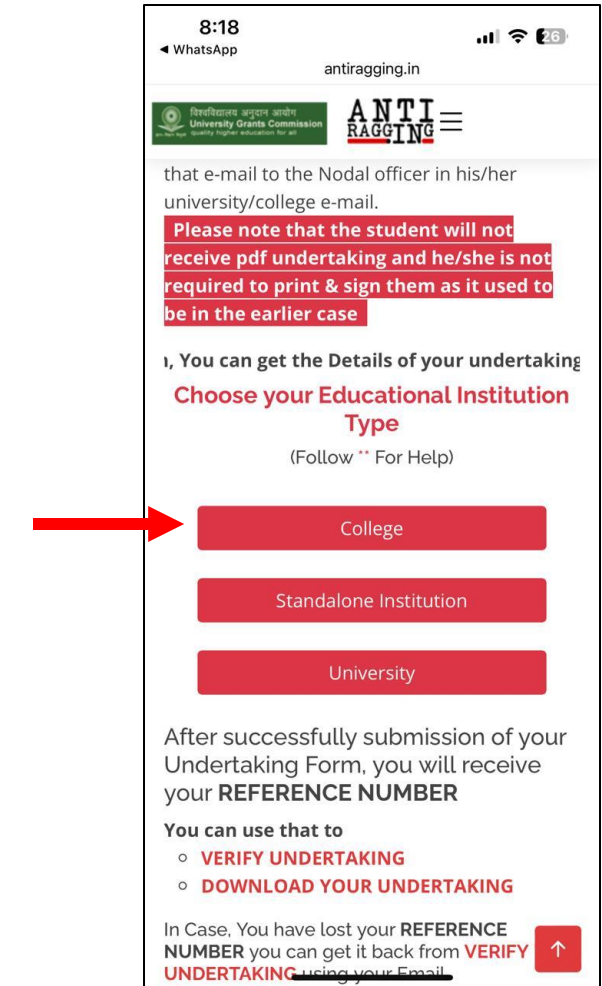 8:18
26
◀ WhatsApp
antiragging.in
विश्वविद्यालय अनुदान आयोग
University Grants Commission
quality higher education for all
ANTI
RAGGING
that e-mail to the Nodal officer in his/her
university/college e-mail.
Please note that the student will not
receive pdf undertaking and he/she is not
required to print & sign them as it used to
be in the earlier case
, You can get the Details of your undertaking
Choose your Educational Institution
Type
(Follow ** For Help)
College
Standalone Institution
University
After successfully submission of your
Undertaking Form, you will receive
your REFERENCE NUMBER
You can use that to
○ VERIFY UNDERTAKING
○ DOWNLOAD YOUR UNDERTAKING
In Case, You have lost your REFERENCE
NUMBER you can get it back from VERIFY
UNDERTAKING using your Email